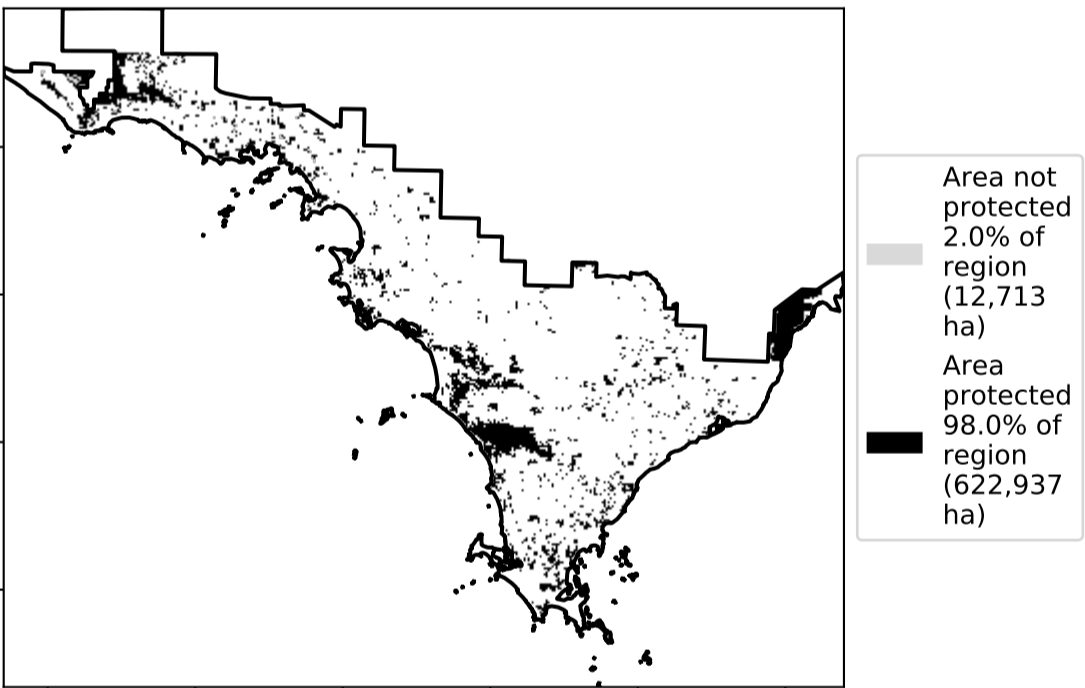 Area not
protected
2.0% of
region
(12,713
ha)
Area
protected
98.0% of
region
(622,937
ha)